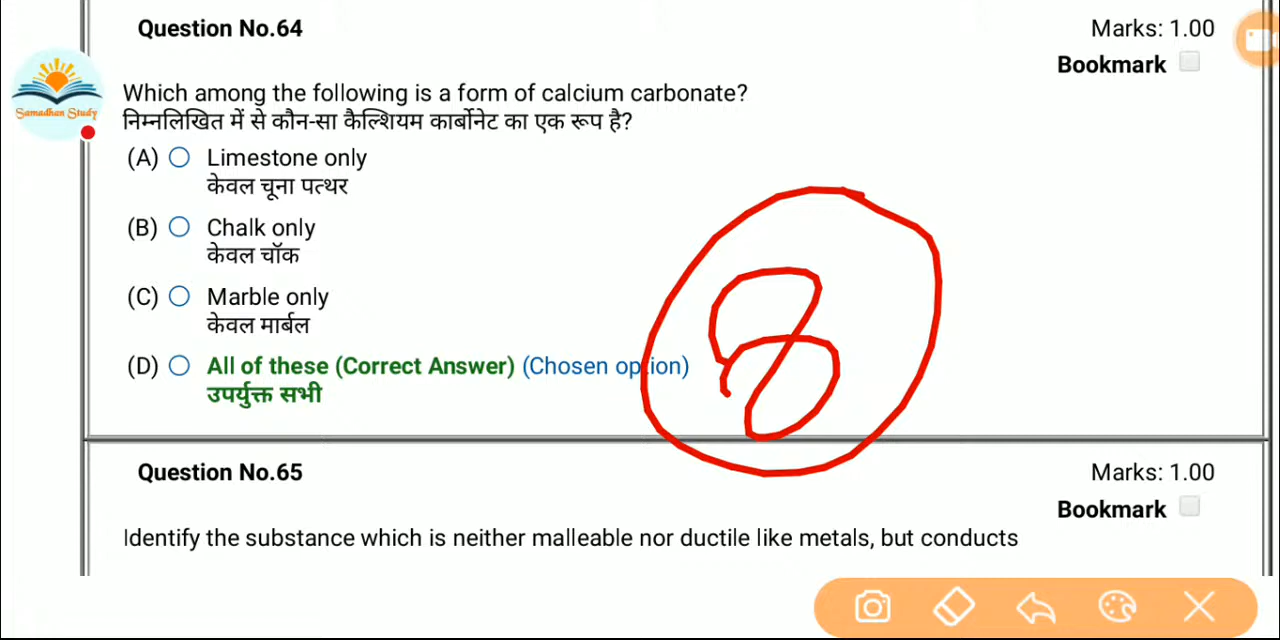 Question No.64
Marks: 1.00
Bookmark
Samadhan Study
Which among the following is a form of calcium carbonate?
निम्नलिखित में से कौन-सा कैल्शियम कार्बोनेट का एक रूप है?
(A) Limestone only
केवल चूना पत्थर
(B) Chalk only
केवल चॉक
(C) Marble only
केवल मार्बल
(D) All of these (Correct Answer) (Chosen option)
उपर्युक्त सभी
Question No.65
Marks: 1.00
Bookmark
Identify the substance which is neither malleable nor ductile like metals, but conducts